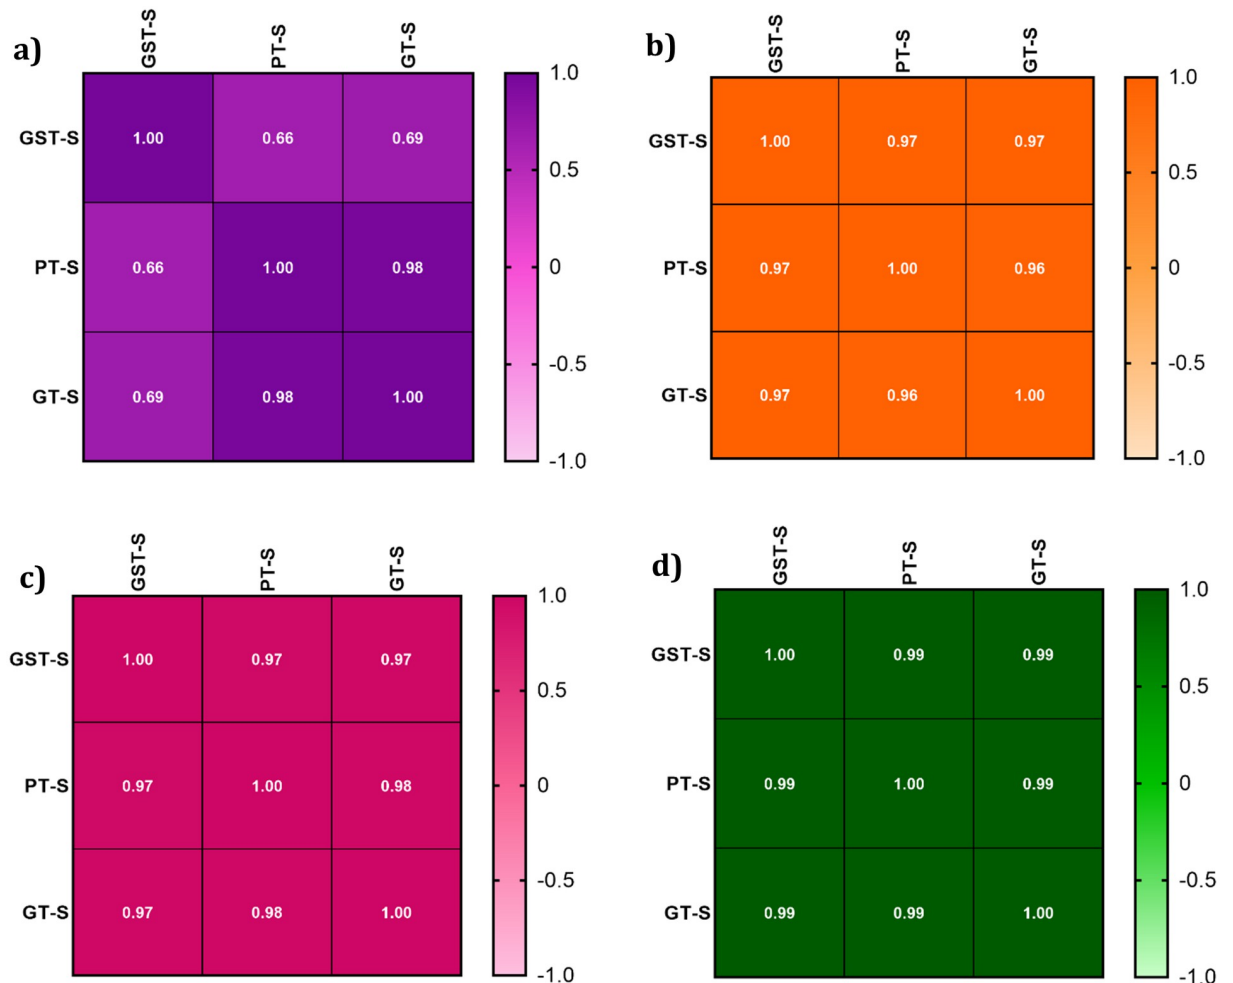 a)
GST-S PT-S GT-S
GST-S 1.00 0.66 0.69
PT-S 0.66 1.00 0.98
GT-S 0.69 0.98 1.00
1.0
0.5
0
-0.5
-1.0
b)
GST-S PT-S GT-S
GST-S 1.00 0.97 0.97
PT-S 0.97 1.00 0.96
GT-S 0.97 0.96 1.00
1.0
0.5
0
-0.5
-1.0
c)
GST-S PT-S GT-S
GST-S 1.00 0.97 0.97
PT-S 0.97 1.00 0.98
GT-S 0.97 0.98 1.00
1.0
0.5
0
-0.5
-1.0
d)
GST-S PT-S GT-S
GST-S 1.00 0.99 0.99
PT-S 0.99 1.00 0.99
GT-S 0.99 0.99 1.00
1.0
0.5
0
-0.5
-1.0